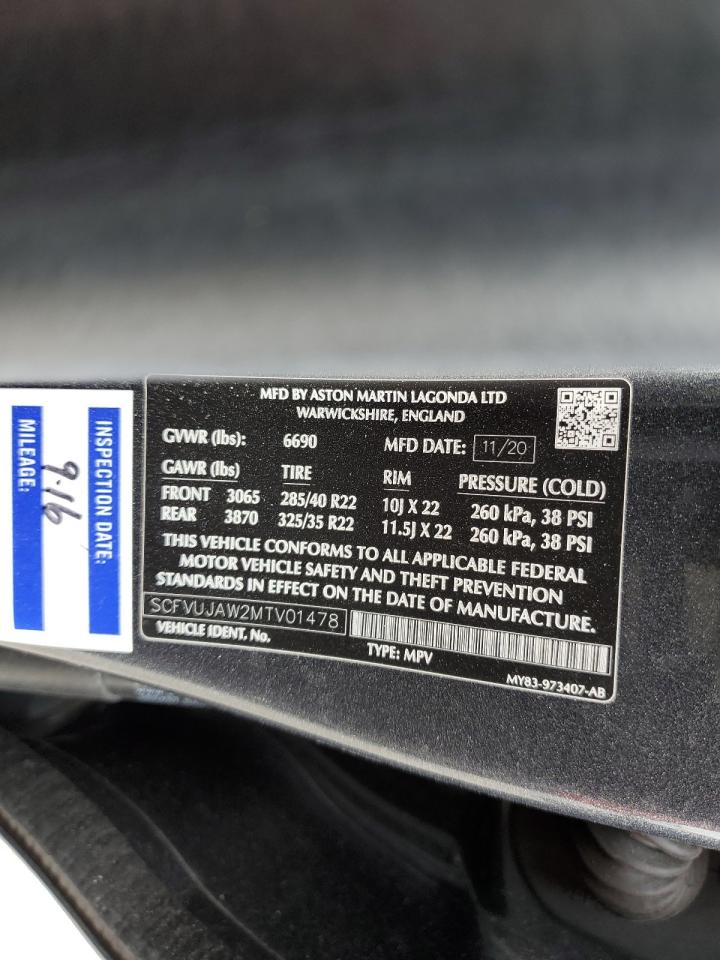 MFD BY ASTON MARTIN LAGONDA LTD
WARWICKSHIRE, ENGLAND
GVWR (lbs): 6690 MFD DATE: 11/20
GAWR (lbs) TIRE RIM PRESSURE (COLD)
FRONT 3065 285/40 R22 10J X 22 260 kPa, 38 PSI
REAR 3870 325/35 R22 11.5J X 22 260 kPa, 38 PSI
THIS VEHICLE CONFORMS TO ALL APPLICABLE FEDERAL
MOTOR VEHICLE SAFETY AND THEFT PREVENTION
STANDARDS IN EFFECT ON THE DATE OF MANUFACTURE.
SCFVUJAW2MTV01478
VEHICLE IDENT. No.
TYPE: MPV
MY83-973407-AB
INSPECTION DATE:
9-16
MILEAGE: